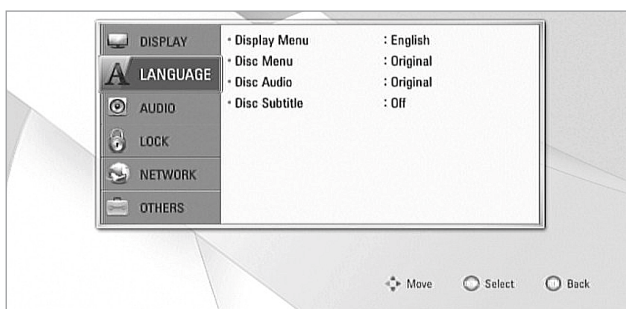 DISPLAY
LANGUAGE
AUDIO
LOCK
NETWORK
OTHERS
• Display Menu : English
• Disc Menu : Original
• Disc Audio : Original
• Disc Subtitle : Off
Move Select Back